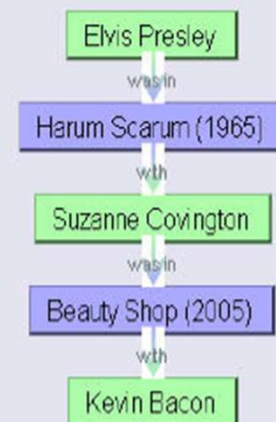 Elvis Presley
was in
Harum Scarum (1965)
with
Suzanne Covington
was in
Beauty Shop (2005)
with
Kevin Bacon